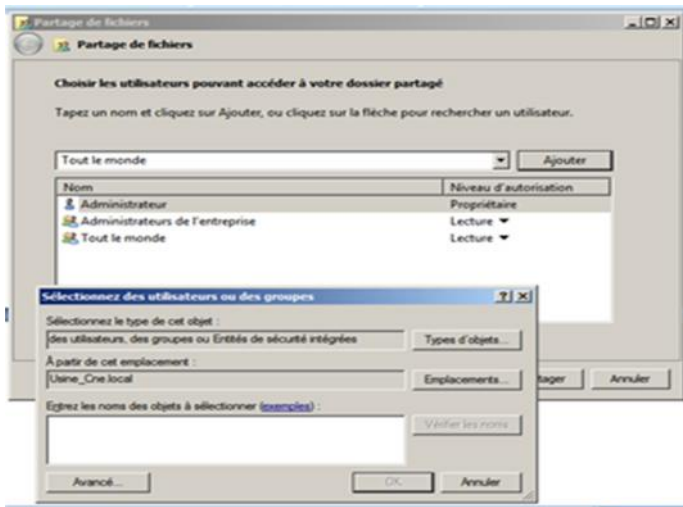 Partage de fichiers
Partage de fichiers
Choisir les utilisateurs pouvant accéder à votre dossier partagé
Tapez un nom et cliquez sur Ajouter, ou cliquez sur la flèche pour rechercher un utilisateur.
Tout le monde
Ajouter
Nom Niveau d'autorisation
Administrateur Propriétaire
Administrateurs de l'entreprise Lecture
Tout le monde Lecture
Sélectionnez des utilisateurs ou des groupes
Sélectionnez le type de cet objet :
des utilisateurs, des groupes ou Entités de sécurité intégrées Types d'objets...
À partir de cet emplacement :
Usine_Cne.local Emplacements...
Entrez les noms des objets à sélectionner (exemples) :
Vérifier les noms
Avancé... OK Annuler
tager Annuler